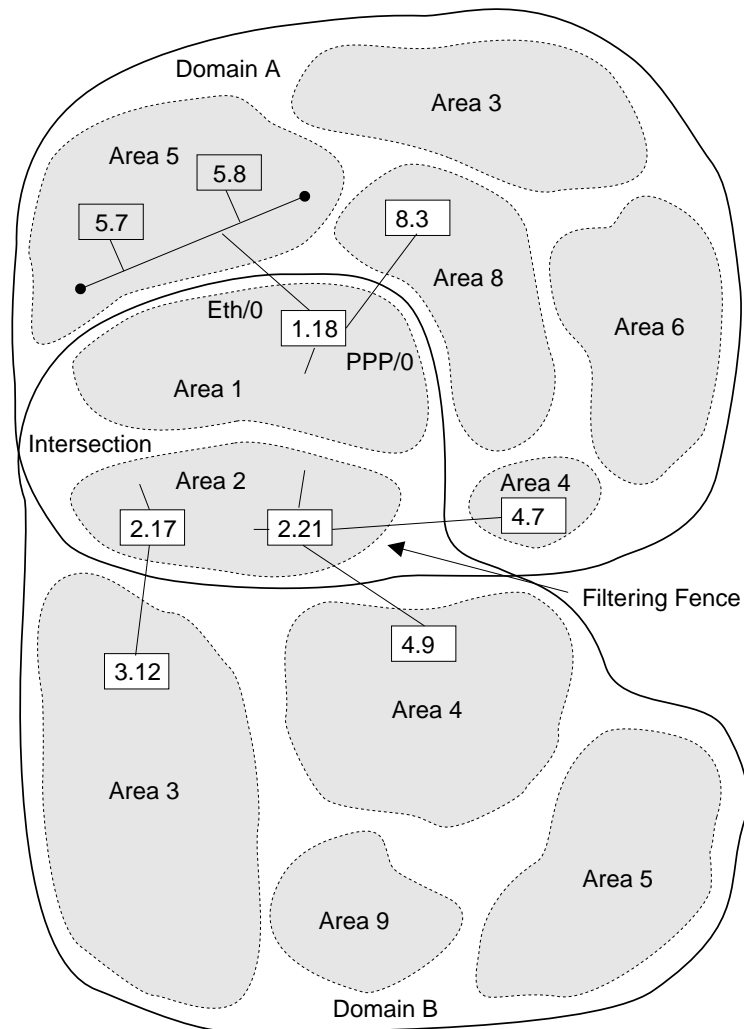 Domain A
Area 3
Area 5
5.8
5.7
8.3
Area 8
Eth/0
1.18
Area 6
PPP/0
Area 1
Intersection
Area 2
Area 4
2.17
2.21
4.7
Filtering Fence
4.9
3.12
Area 4
Area 3
Area 5
Area 9
Domain B